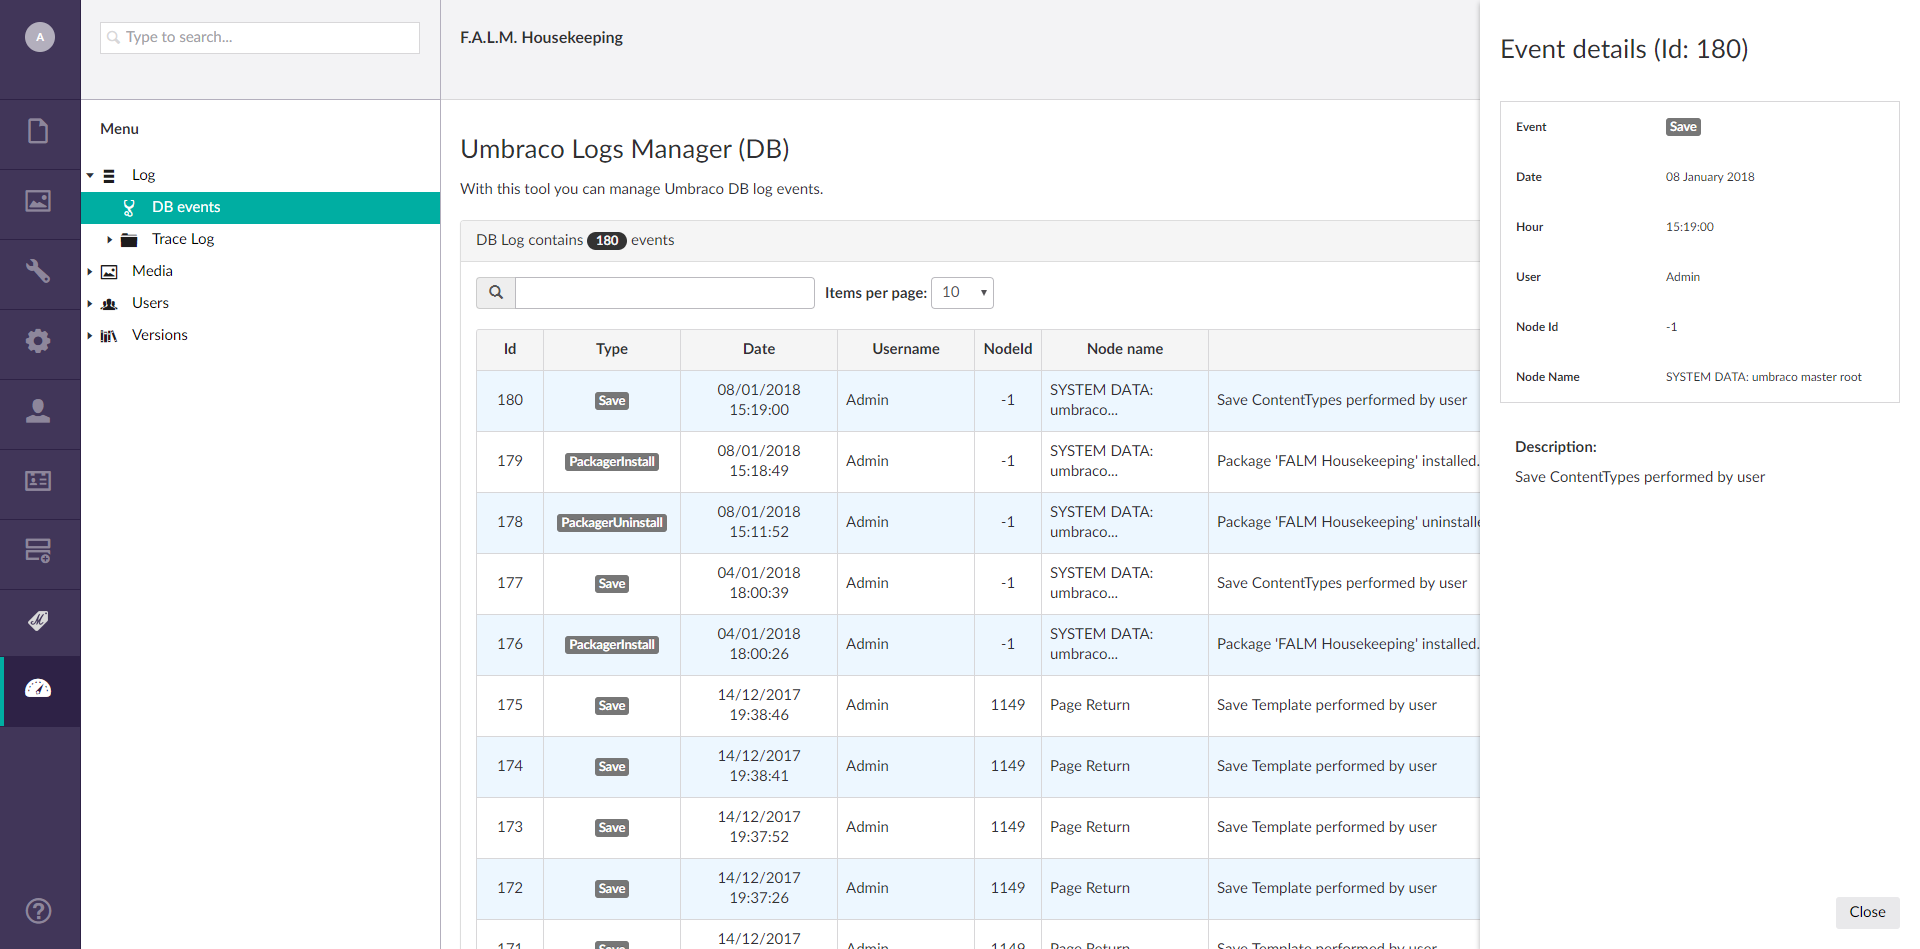 A
Type to search...
Menu
Log
DB events
Trace Log
Media
Users
Versions
F.A.L.M. Housekeeping
Umbraco Logs Manager (DB)
With this tool you can manage Umbraco DB log events.
DB Log contains 180 events
Items per page: 10
Id Type Date Username NodeId Node name
180 Save 08/01/2018 15:19:00 Admin -1 SYSTEM DATA: umbraco... Save ContentTypes performed by user
179 PackagerInstall 08/01/2018 15:18:49 Admin -1 SYSTEM DATA: umbraco... Package 'FALM Housekeeping' installed.
178 PackagerUninstall 08/01/2018 15:11:52 Admin -1 SYSTEM DATA: umbraco... Package 'FALM Housekeeping' uninstalle
177 Save 04/01/2018 18:00:39 Admin -1 SYSTEM DATA: umbraco... Save ContentTypes performed by user
176 PackagerInstall 04/01/2018 18:00:26 Admin -1 SYSTEM DATA: umbraco... Package 'FALM Housekeeping' installed.
175 Save 14/12/2017 19:38:46 Admin 1149 Page Return Save Template performed by user
174 Save 14/12/2017 19:38:41 Admin 1149 Page Return Save Template performed by user
173 Save 14/12/2017 19:37:52 Admin 1149 Page Return Save Template performed by user
172 Save 14/12/2017 19:37:26 Admin 1149 Page Return Save Template performed by user
171 Save 14/12/2017 Admin 1149 Page Return Save Template performed by user
Event details (Id: 180)
Event Save
Date 08 January 2018
Hour 15:19:00
User Admin
Node Id -1
Node Name SYSTEM DATA: umbraco master root
Description:
Save ContentTypes performed by user
Close